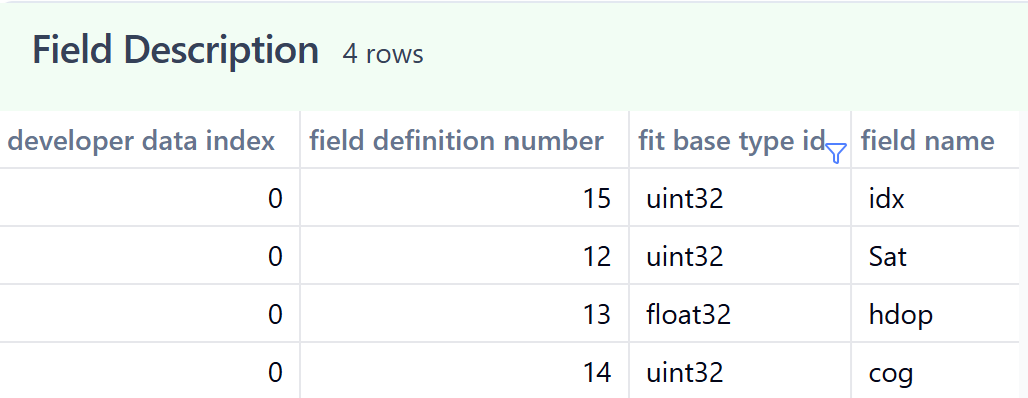 Field Description 4 rows
developer data index field definition number fit base type id field name
0 15 uint32 idx
0 12 uint32 Sat
0 13 float32 hdop
0 14 uint32 cog